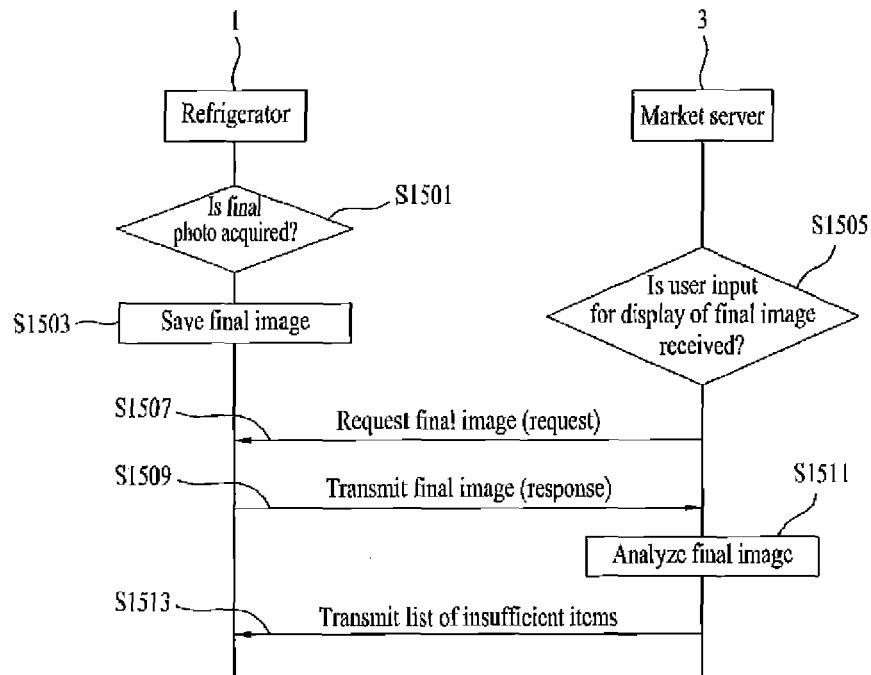 1
3
Refrigerator
Market server
Is final
photo acquired?
S1501
S1505
Is user input
for display of final image
received?
S1503
Save final image
S1507
Request final image (request)
S1509
Transmit final image (response)
S1511
Analyze final image
S1513
Transmit list of insufficient items